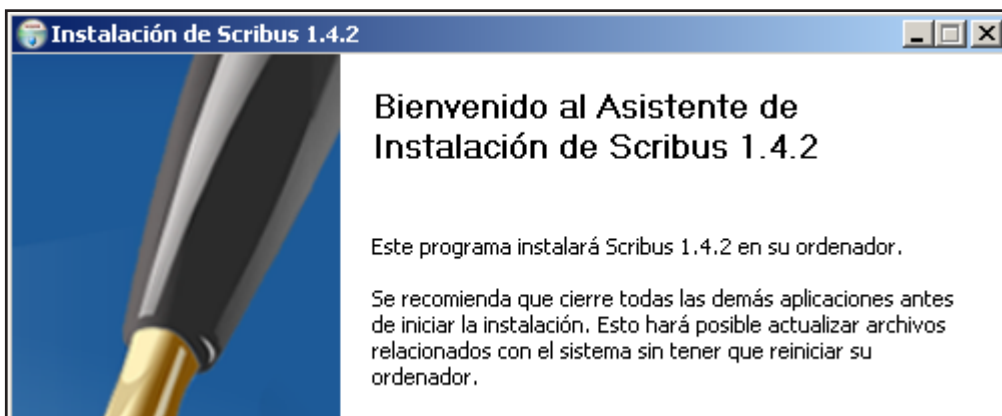 Instalación de Scribus 1.4.2
Bienvenido al Asistente de
Instalación de Scribus 1.4.2
Este programa instalará Scribus 1.4.2 en su ordenador.
Se recomienda que cierre todas las demás aplicaciones antes
de iniciar la instalación. Esto hará posible actualizar archivos
relacionados con el sistema sin tener que reiniciar su
ordenador.